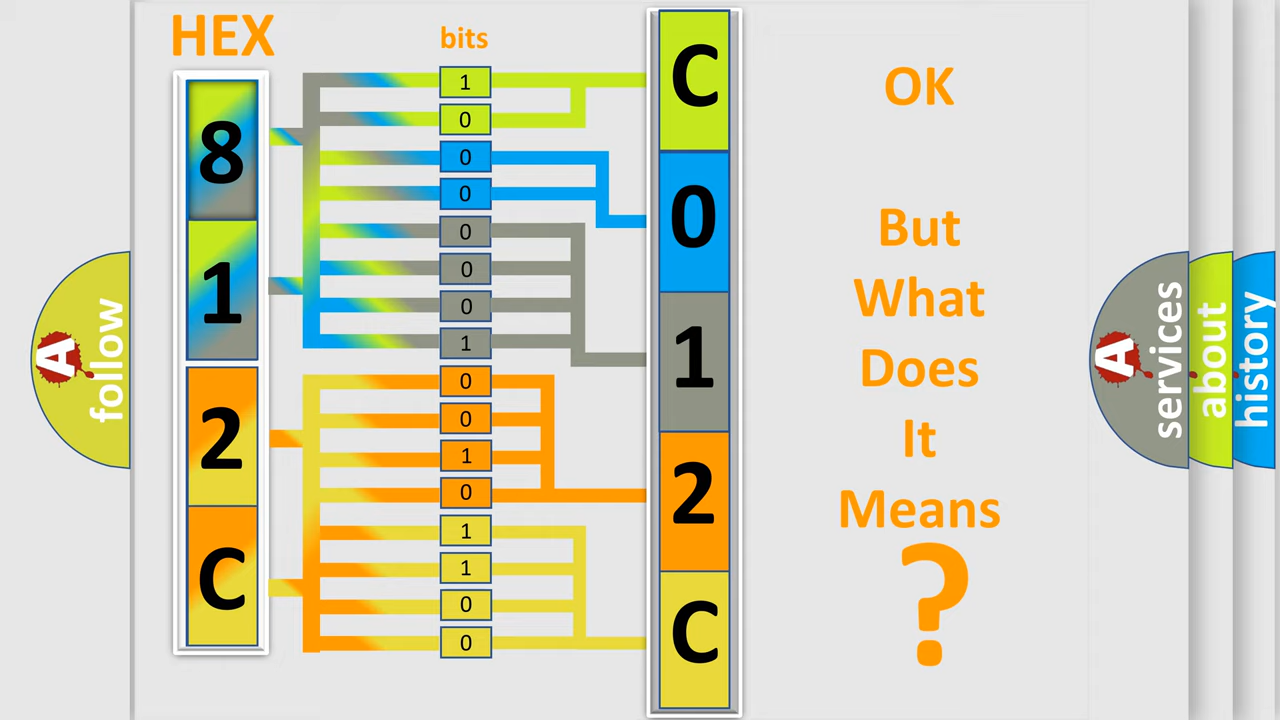 HEX
bits
8
1
2
C
1
0
0
0
0
0
0
1
0
0
1
0
1
1
0
0
C
0
1
2
C
OK
But
What
Does
It
Means
?
A
follow
A
services
about
history